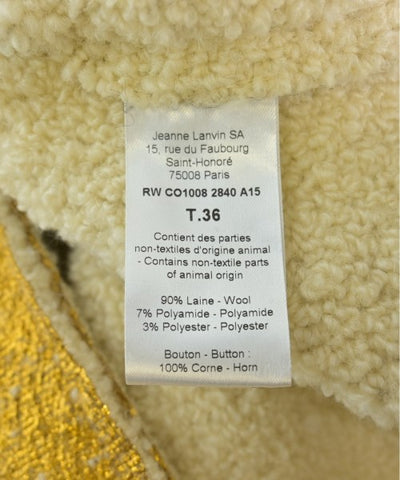 Jeanne Lanvin SA
15, rue du Faubourg
Saint-Honoré
75008 Paris
RW CO1008 2840 A15
T.36
Contient des parties
non-textiles d'origine animal
- Contains non-textile parts
of animal origin
90% Laine - Wool
7% Polyamide - Polyamide
3% Polyester - Polyester
Bouton - Button :
100% Corne - Horn